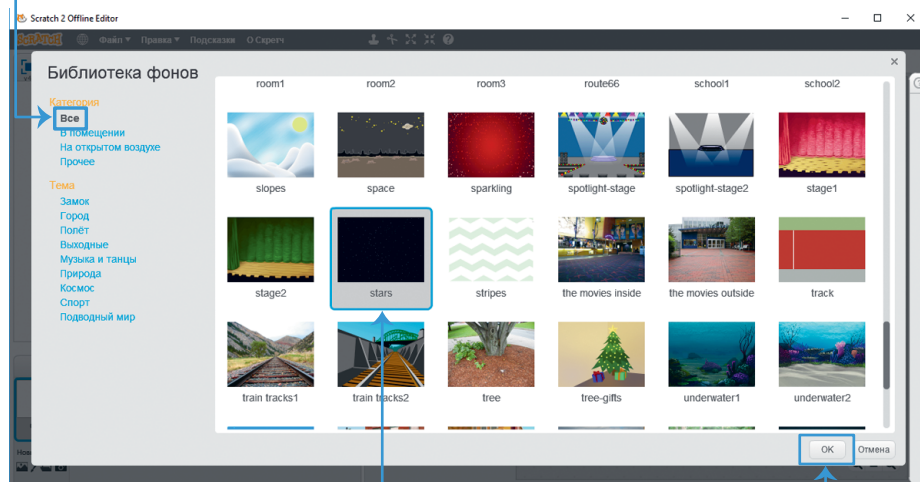 Scratch 2 Offline Editor
SCRATCH Файл Правка Подсказки О Скретч
Библиотека фонов
Категория
Все
В помещении
На открытом воздухе
Прочее
Тема
Замок
Город
Полёт
Выходные
Музыка и танцы
Природа
Космос
Спорт
Подводный мир
room1 room2 room3 route66 school1 school2
slopes space sparkling spotlight-stage spotlight-stage2 stage1
stage2 stars stripes the movies inside the movies outside track
train tracks1 train tracks2 tree tree-gifts underwater1 underwater2
OK Отмена